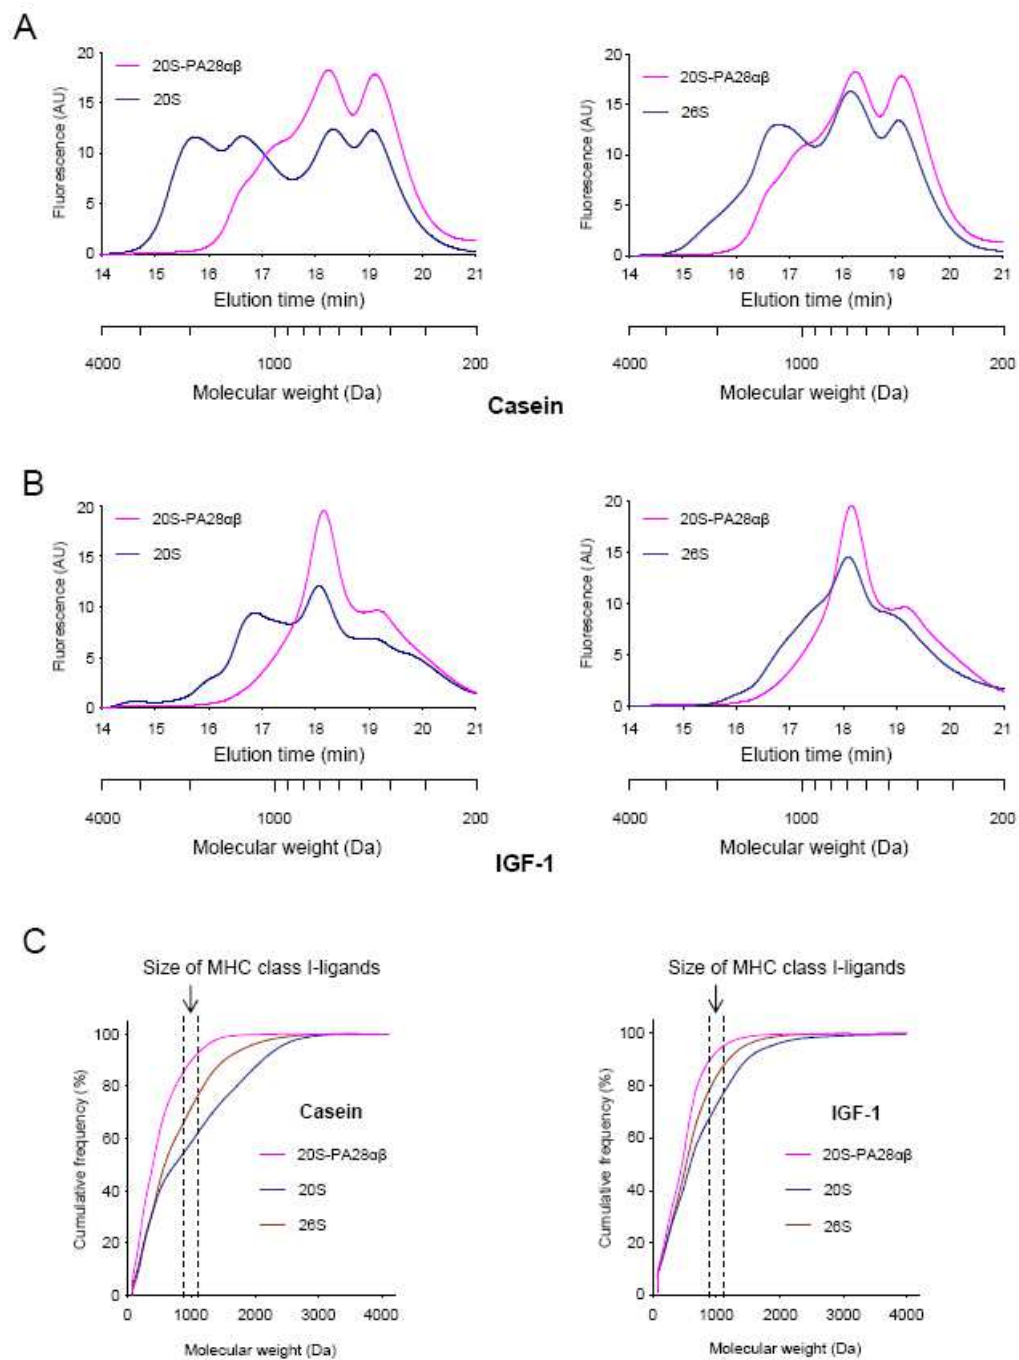 A
20S-PA28αβ
20S
Fluorescence (AU)
20
15
10
5
0
14 15 16 17 18 19 20 21
Elution time (min)
4000 1000 200
Molecular weight (Da)
20S-PA28αβ
26S
Fluorescence (AU)
20
15
10
5
0
14 15 16 17 18 19 20 21
Elution time (min)
4000 1000 200
Molecular weight (Da)
Casein
B
20S-PA28αβ
20S
Fluorescence (AU)
20
15
10
5
0
14 15 16 17 18 19 20 21
Elution time (min)
4000 1000 200
Molecular weight (Da)
20S-PA28αβ
26S
Fluorescence (AU)
20
15
10
5
0
14 15 16 17 18 19 20 21
Elution time (min)
4000 1000 200
Molecular weight (Da)
IGF-1
C
Size of MHC class I-ligands
Cumulative frequency (%)
100
80
60
40
20
0
Casein
20S-PA28αβ
20S
26S
0 1000 2000 3000 4000
Molecular weight (Da)
Size of MHC class I-ligands
Cumulative frequency (%)
100
80
60
40
20
0
IGF-1
20S-PA28αβ
20S
26S
0 1000 2000 3000 4000
Molecular weight (Da)